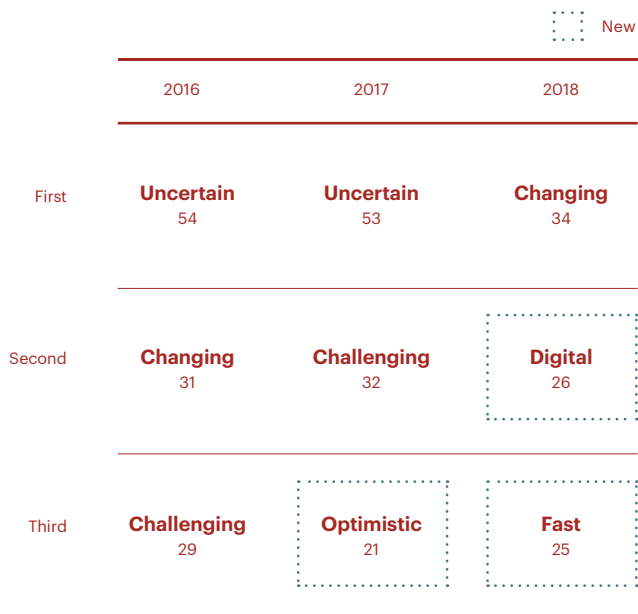 New
2016 2017 2018
First Uncertain Uncertain Changing
54 53 34
Second Changing Challenging Digital
31 32 26
Third Challenging Optimistic Fast
29 21 25